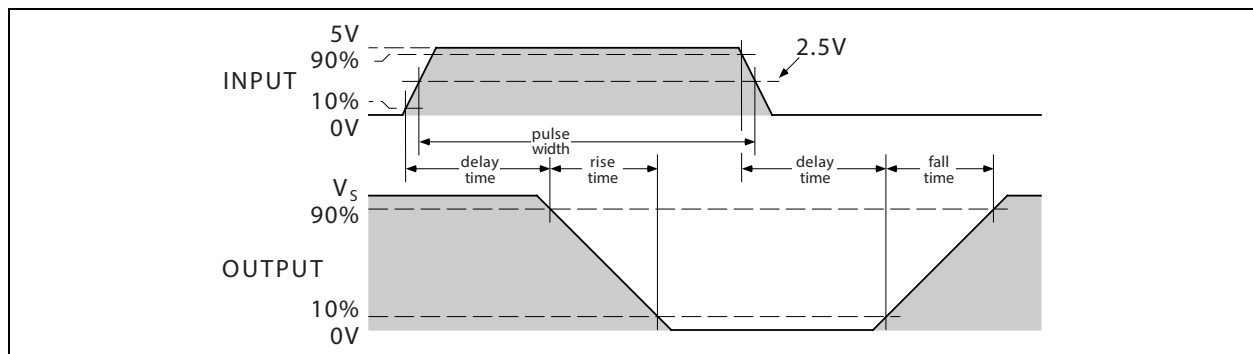 5V
90%
INPUT
10%
0V
2.5V
pulse
width
delay
time
rise
time
delay
time
fall
time
VS
90%
OUTPUT
10%
0V